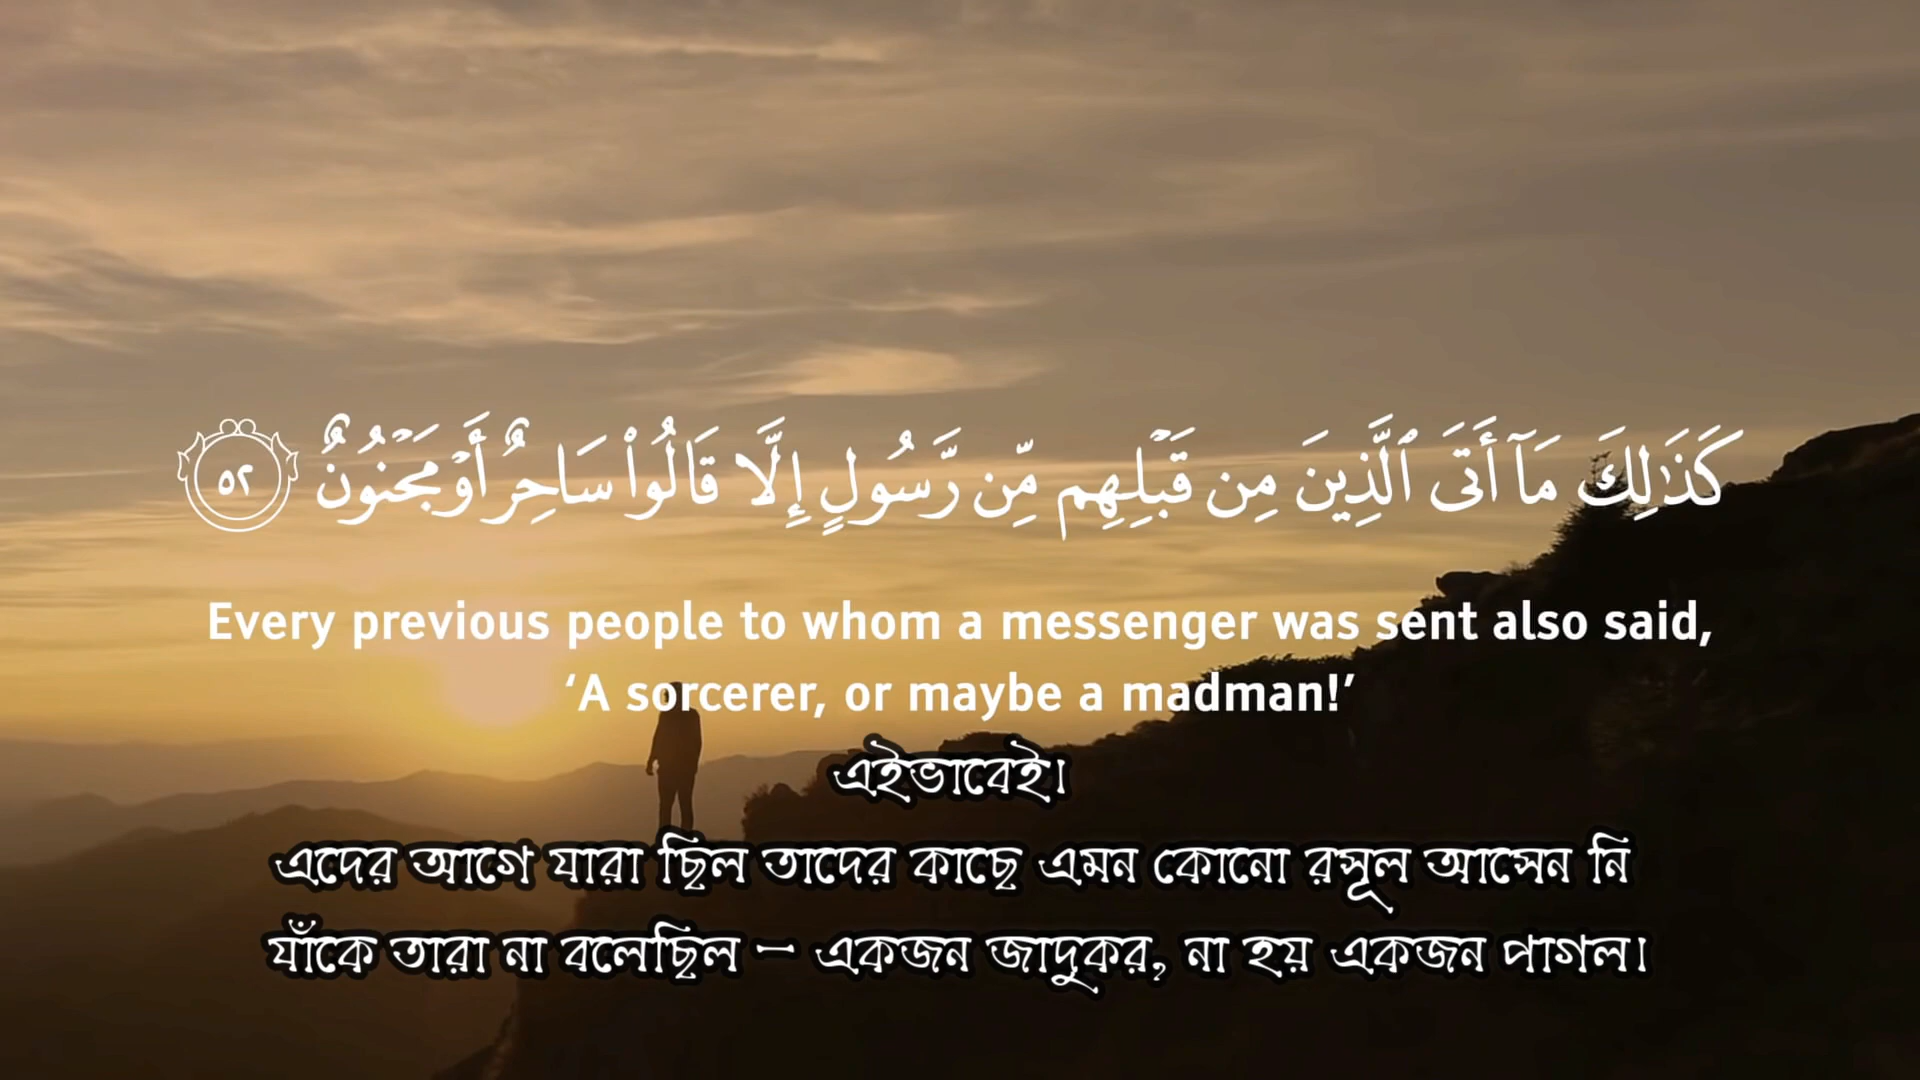 كَذَٰلِكَ مَآ أَتَى ٱلَّذِينَ مِن قَبْلِهِم مِّن رَّسُولٍ إِلَّا قَالُوا۟ سَاحِرٌ أَوْ مَجْنُونٌ ٥٢
Every previous people to whom a messenger was sent also said,
‘A sorcerer, or maybe a madman!’
এইভাবেই।
এদের আগে যারা ছিল তাদের কাছে এমন কোনো রসূল আসেন নি
যাঁকে তারা না বলেছিল – একজন জাদুকর, না হয় একজন পাগল।